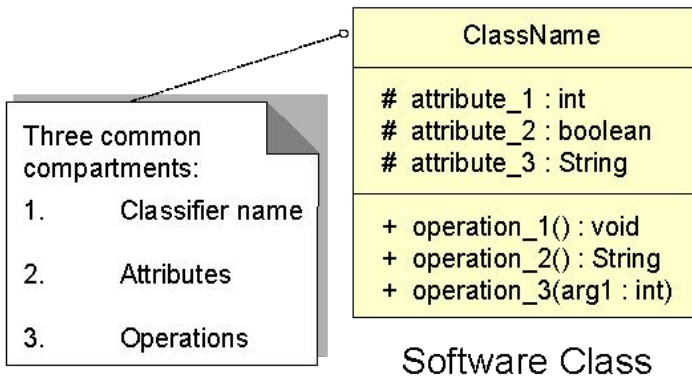 Three common
compartments:
1. Classifier name
2. Attributes
3. Operations
ClassName
# attribute_1 : int
# attribute_2 : boolean
# attribute_3 : String
+ operation_1() : void
+ operation_2() : String
+ operation_3(arg1 : int)
Software Class